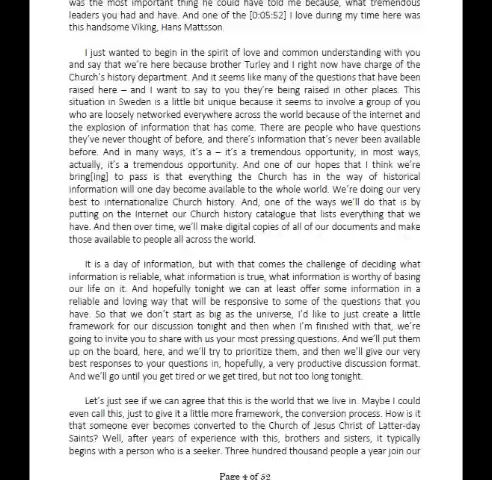 was the most important thing he could have told me because, what tremendous
leaders you had and have. And one of the [0:05:52] I love during my time here was
this handsome Viking, Hans Mattsson.
I just wanted to begin in the spirit of love and common understanding with you
and say that we're here because brother Turley and I right now have charge of the
Church's history department. And it seems like many of the questions that have been
raised here – and I want to say to you they're being raised in other places. This
situation in Sweden is a little bit unique because it seems to involve a group of you
who are loosely networked everywhere across the world because of the internet and
the explosion of information that has come. There are people who have questions
they've never thought of before, and there's information that's never been available
before. And in many ways, it's a – it's a tremendous opportunity, in most ways,
actually, it's a tremendous opportunity. And one of our hopes that I think we're
bring[ing] to pass is that everything the Church has in the way of historical
information will one day become available to the whole world. We're doing our very
best to internationalize Church history. And, one of the ways we'll do that is by
putting on the Internet our Church history catalogue that lists everything that we
have. And then over time, we'll make digital copies of all of our documents and make
those available to people all across the world.
It is a day of information, but with that comes the challenge of deciding what
information is reliable, what information is true, what information is worthy of basing
our life on it. And hopefully tonight we can at least offer some information in a
reliable and loving way that will be responsive to some of the questions that you
have. So that we don't start as big as the universe, I'd like to just create a little
framework for our discussion tonight and then when I'm finished with that, we're
going to invite you to share with us your most pressing questions. And we'll put them
up on the board, here, and we'll try to prioritize them, and then we'll give our very
best responses to your questions in, hopefully, a very productive discussion format.
And we'll go until you get tired or we get tired, but not too long tonight.
Let's just see if we can agree that this is the world that we live in. Maybe I could
even call this, just to give it a little more framework, the conversion process. How is it
that someone ever becomes converted to the Church of Jesus Christ of Latter-day
Saints? Well, after years of experience with this, brothers and sisters, it typically
begins with a person who is a seeker. Three hundred thousand people a year join our
Page 4 of 52